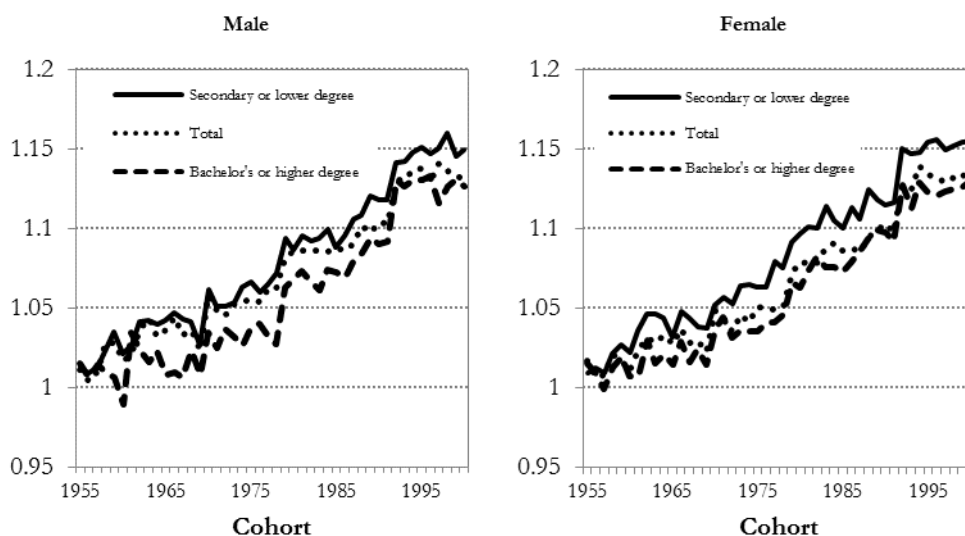 Male
1.2
1.15
1.1
1.05
1
0.95
Secondary or lower degree
Total
Bachelor's or higher degree
1955 1965 1975 1985 1995
Cohort
Female
1.2
1.15
1.1
1.05
1
0.95
Secondary or lower degree
Total
Bachelor's or higher degree
1955 1965 1975 1985 1995
Cohort